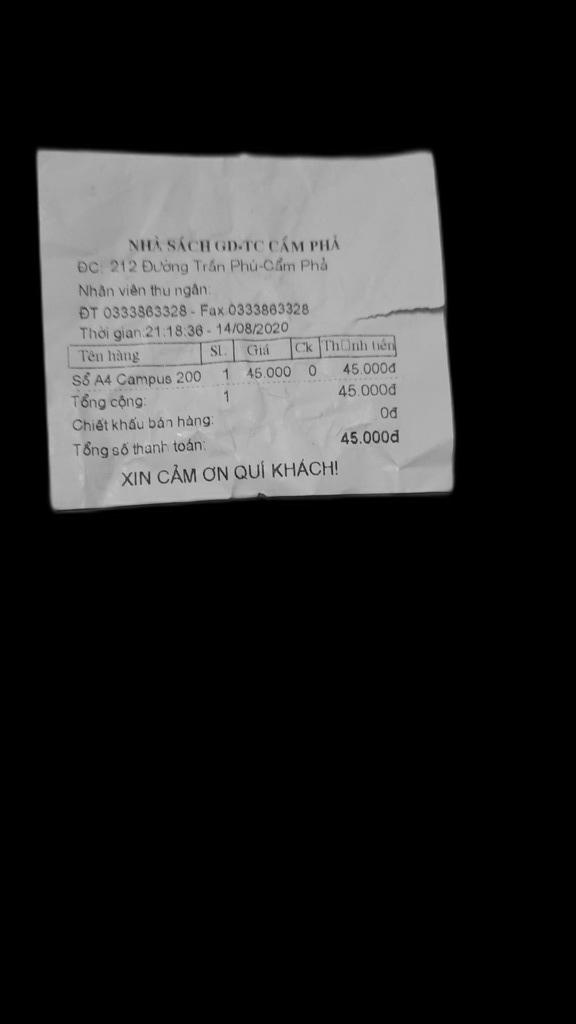 NHÀ SÁCH GD-TC CẨM PHẢ
ĐC: 212 Đường Trần Phú-Cẩm Phả
Nhân viên thu ngân:
ĐT 0333863328 - Fax 0333863328
Thời gian:21:18:36 - 14/08/2020
Tên hàng SL Giá Ck Th□nh tiền
Sổ A4 Campus 200 1 45.000 0 45.000đ
Tổng cộng: 1 45.000đ
Chiết khấu bán hàng: 0đ
Tổng số thanh toán: 45.000đ
XIN CẢM ƠN QUÍ KHÁCH!